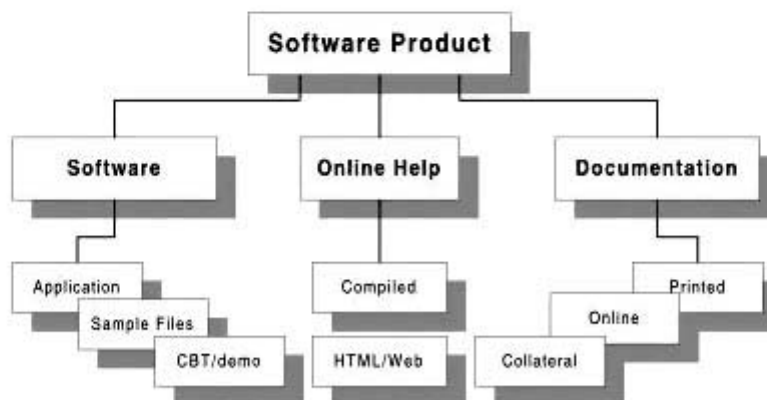 Software Product
Software
Online Help
Documentation
Application
Compiled
Printed
Sample Files
Online
CBT/demo
HTML/Web
Collateral